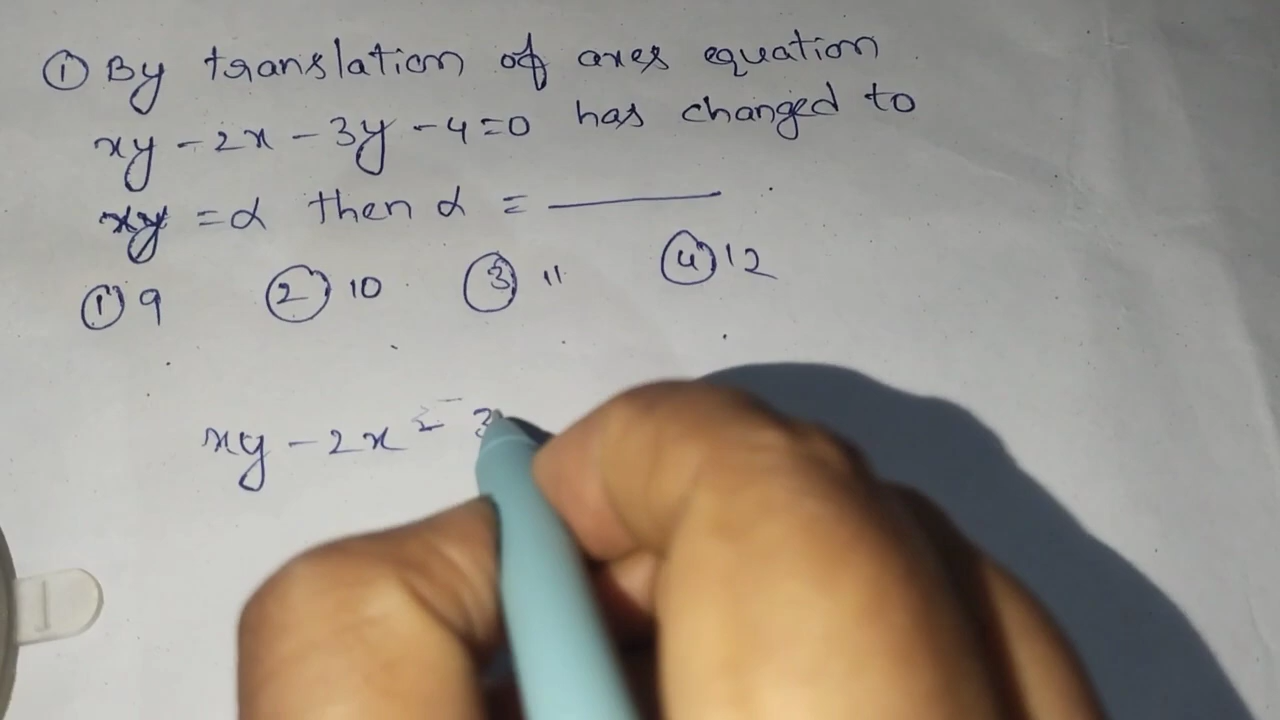 ① By translation of axes equation
xy - 2x - 3y - 4 = 0 has changed to
xy = α then α = ———
① 9 ② 10 ③ 11 ④ 12
xy - 2x - 3